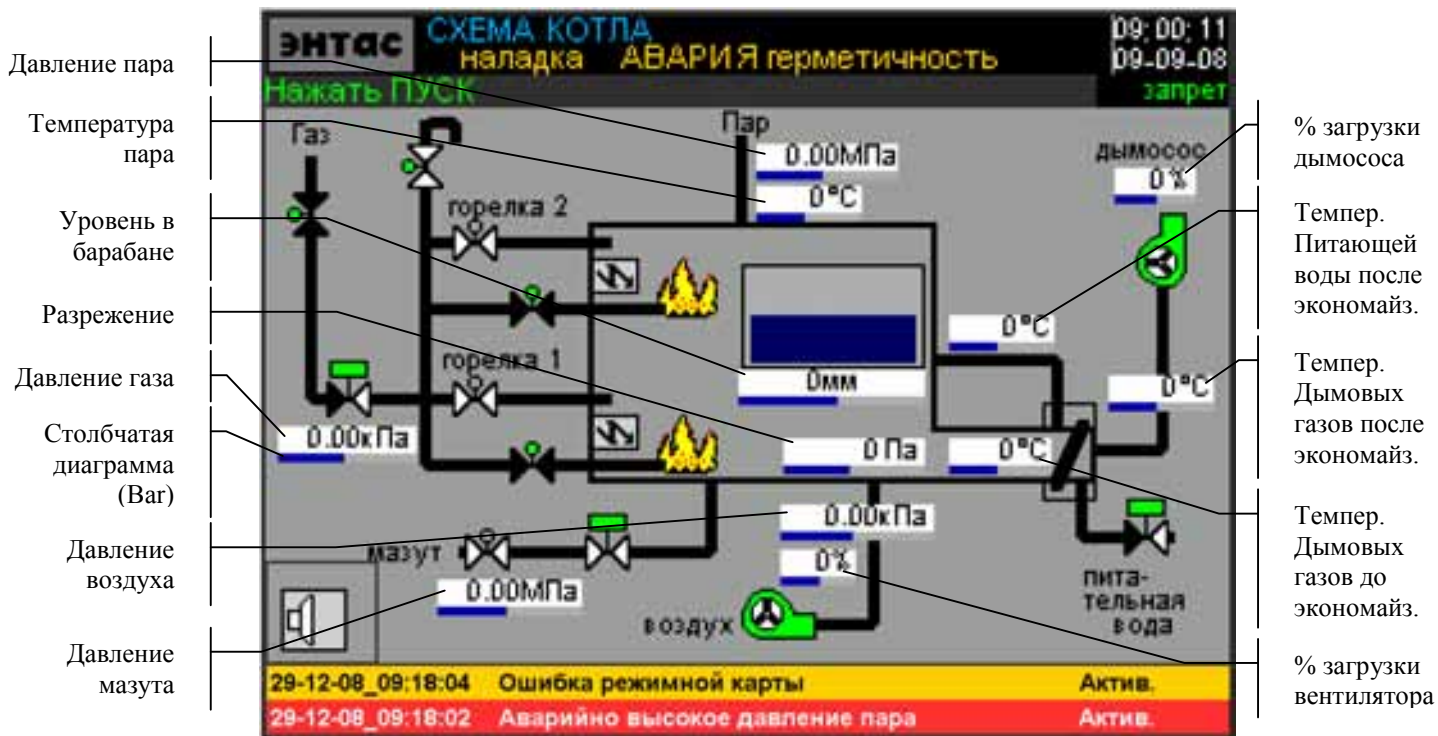 энтас
СХЕМА КОТЛА
наладка АВАРИЯ герметичность
09:00:11
09-09-08
Нажать ПУСК
запрет
Давление пара
Температура
пара
Уровень в
барабане
Разрежение
Давление газа
Столбчатая
диаграмма
(Bar)
Давление
воздуха
Давление
мазута
Газ
Пар
0.00МПа
0°C
дымосос
0%
горелка 2
0°C
0мм
горелка 1
0°C
0.00кПа
0 Па
0°C
0.00кПа
мазут
0%
0.00МПа
воздух
пита-
тельная
вода
29-12-08_09:18:04 Ошибка режимной карты Актив.
29-12-08_09:18:02 Аварийно высокое давление пара Актив.
% загрузки
дымососа
Темпер.
Питающей
воды после
экономайз.
Темпер.
Дымовых
газов после
экономайз.
Темпер.
Дымовых
газов до
экономайз.
% загрузки
вентилятора